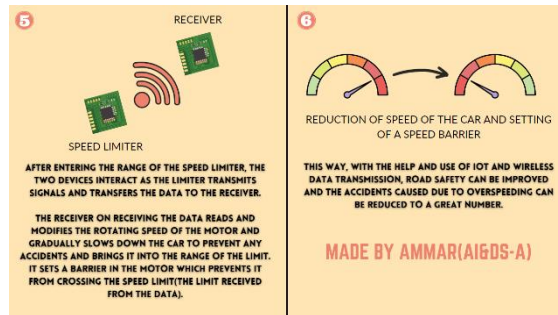 5
RECEIVER
SPEED LIMITER
AFTER ENTERING THE RANGE OF THE SPEED LIMITER, THE
TWO DEVICES INTERACT AS THE LIMITER TRANSMITS
SIGNALS AND TRANSFERS THE DATA TO THE RECEIVER.
THE RECEIVER ON RECEIVING THE DATA READS AND
MODIFIES THE ROTATING SPEED OF THE MOTOR AND
GRADUALLY SLOWS DOWN THE CAR TO PREVENT ANY
ACCIDENTS AND BRINGS IT INTO THE RANGE OF THE LIMIT.
IT SETS A BARRIER IN THE MOTOR WHICH PREVENTS IT
FROM CROSSING THE SPEED LIMIT(THE LIMIT RECEIVED
FROM THE DATA).
6
REDUCTION OF SPEED OF THE CAR AND SETTING
OF A SPEED BARRIER
THIS WAY, WITH THE HELP AND USE OF IOT AND WIRELESS
DATA TRANSMISSION, ROAD SAFETY CAN BE IMPROVED
AND THE ACCIDENTS CAUSED DUE TO OVERSPEEDING CAN
BE REDUCED TO A GREAT NUMBER.
MADE BY AMMAR(AI&DS-A)